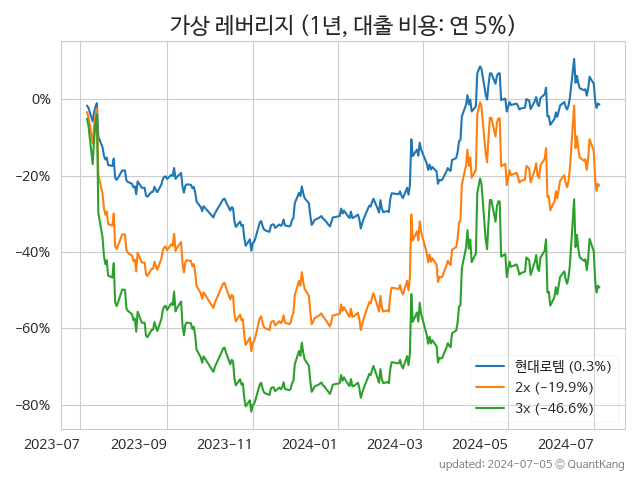 가상 레버리지 (1년, 대출 비용: 연 5%)
0%
−20%
−40%
−60%
−80%
현대로템 (0.3%)
2x (−19.9%)
3x (−46.6%)
2023-07
2023-09
2023-11
2024-01
2024-03
2024-05
2024-07
updated: 2024-07-05 © QuantKang